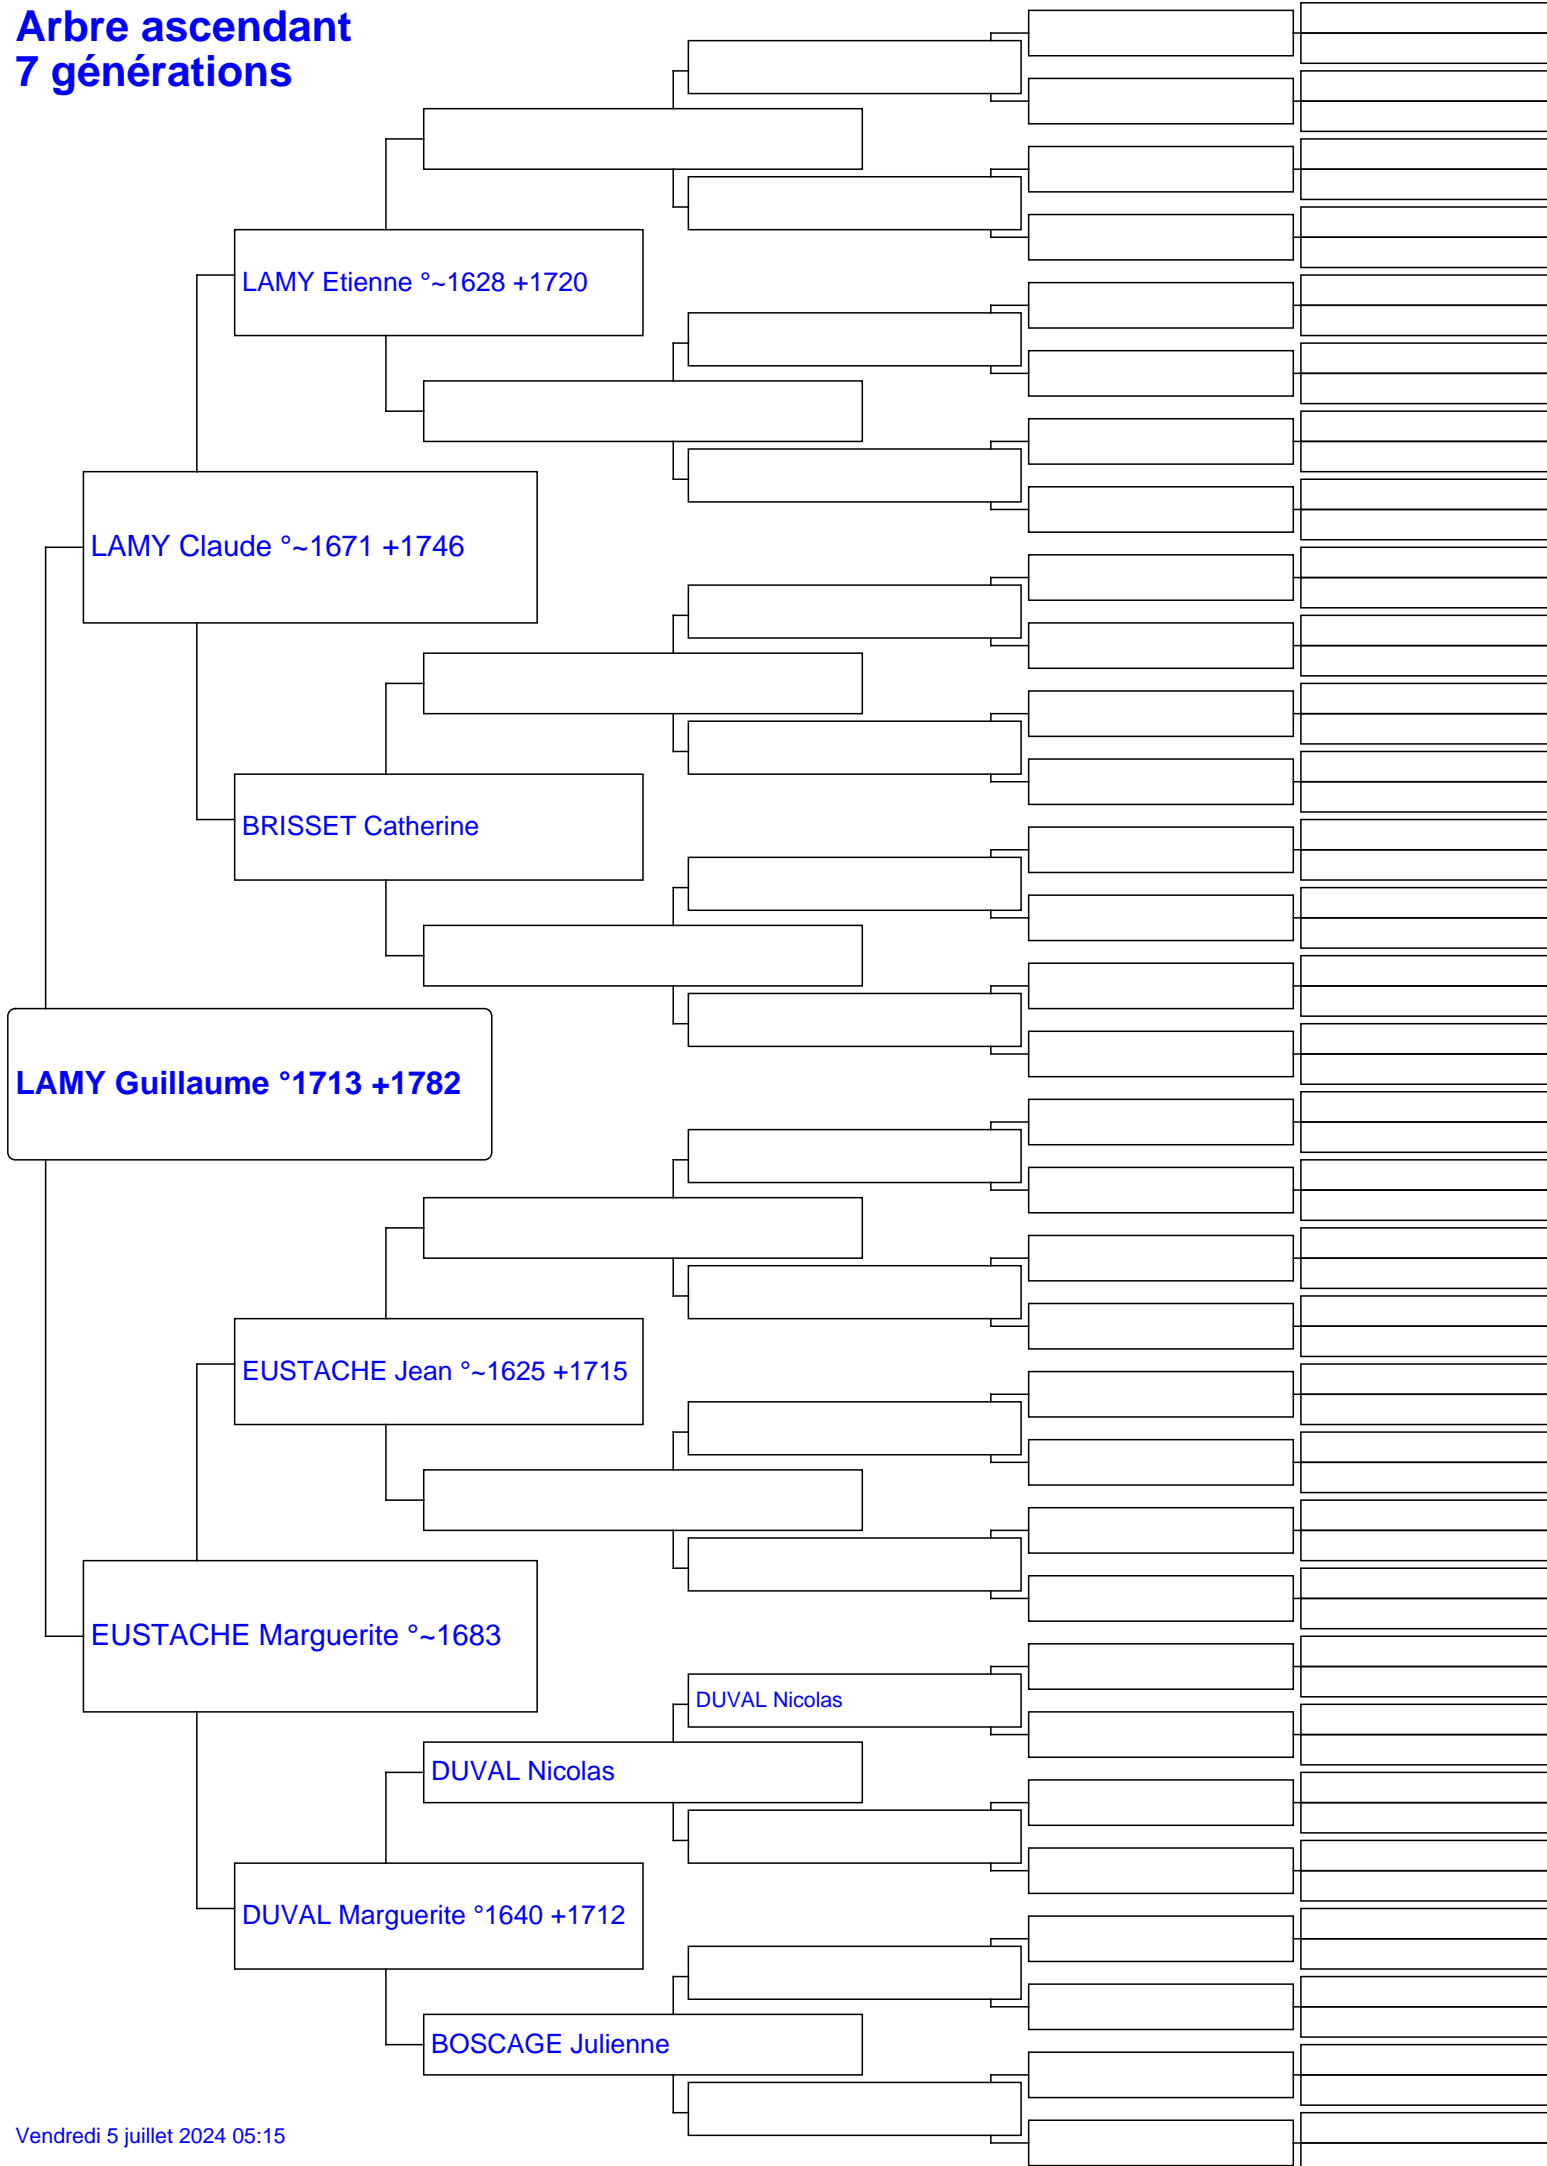 Arbre ascendant
7 générations
LAMY Etienne °~1628 +1720
LAMY Claude °~1671 +1746
BRISSET Catherine
LAMY Guillaume °1713 +1782
EUSTACHE Jean °~1625 +1715
EUSTACHE Marguerite °~1683
DUVAL Nicolas
DUVAL Nicolas
DUVAL Marguerite °1640 +1712
BOSCAGE Julienne
Vendredi 5 juillet 2024 05:15